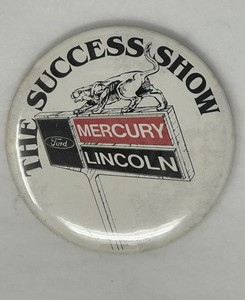 THE SUCCESS SHOW
Ford
MERCURY
LINCOLN